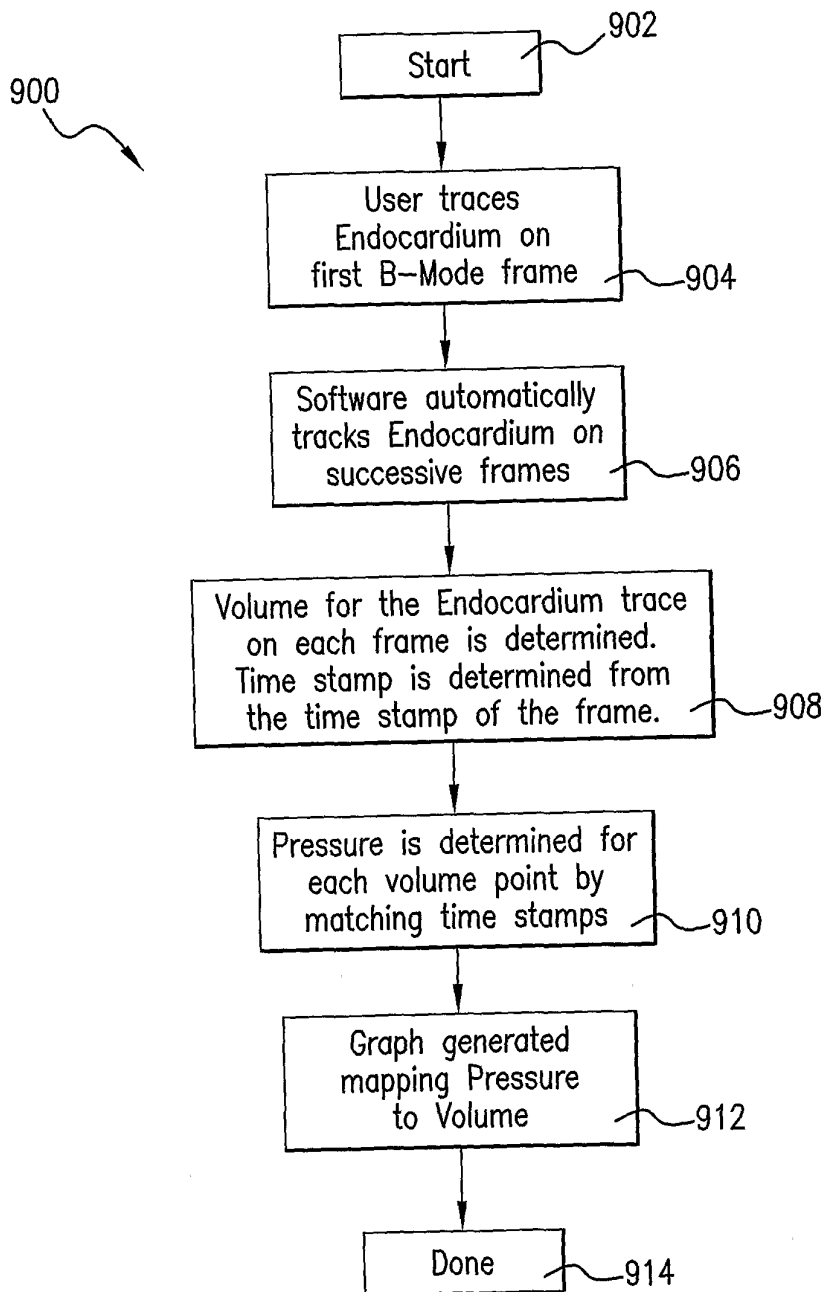 902
Start
900
User traces
Endocardium on
first B-Mode frame
904
Software automatically
tracks Endocardium on
successive frames
906
Volume for the Endocardium trace
on each frame is determined.
Time stamp is determined from
the time stamp of the frame.
908
Pressure is determined for
each volume point by
matching time stamps
910
Graph generated
mapping Pressure
to Volume
912
Done
914